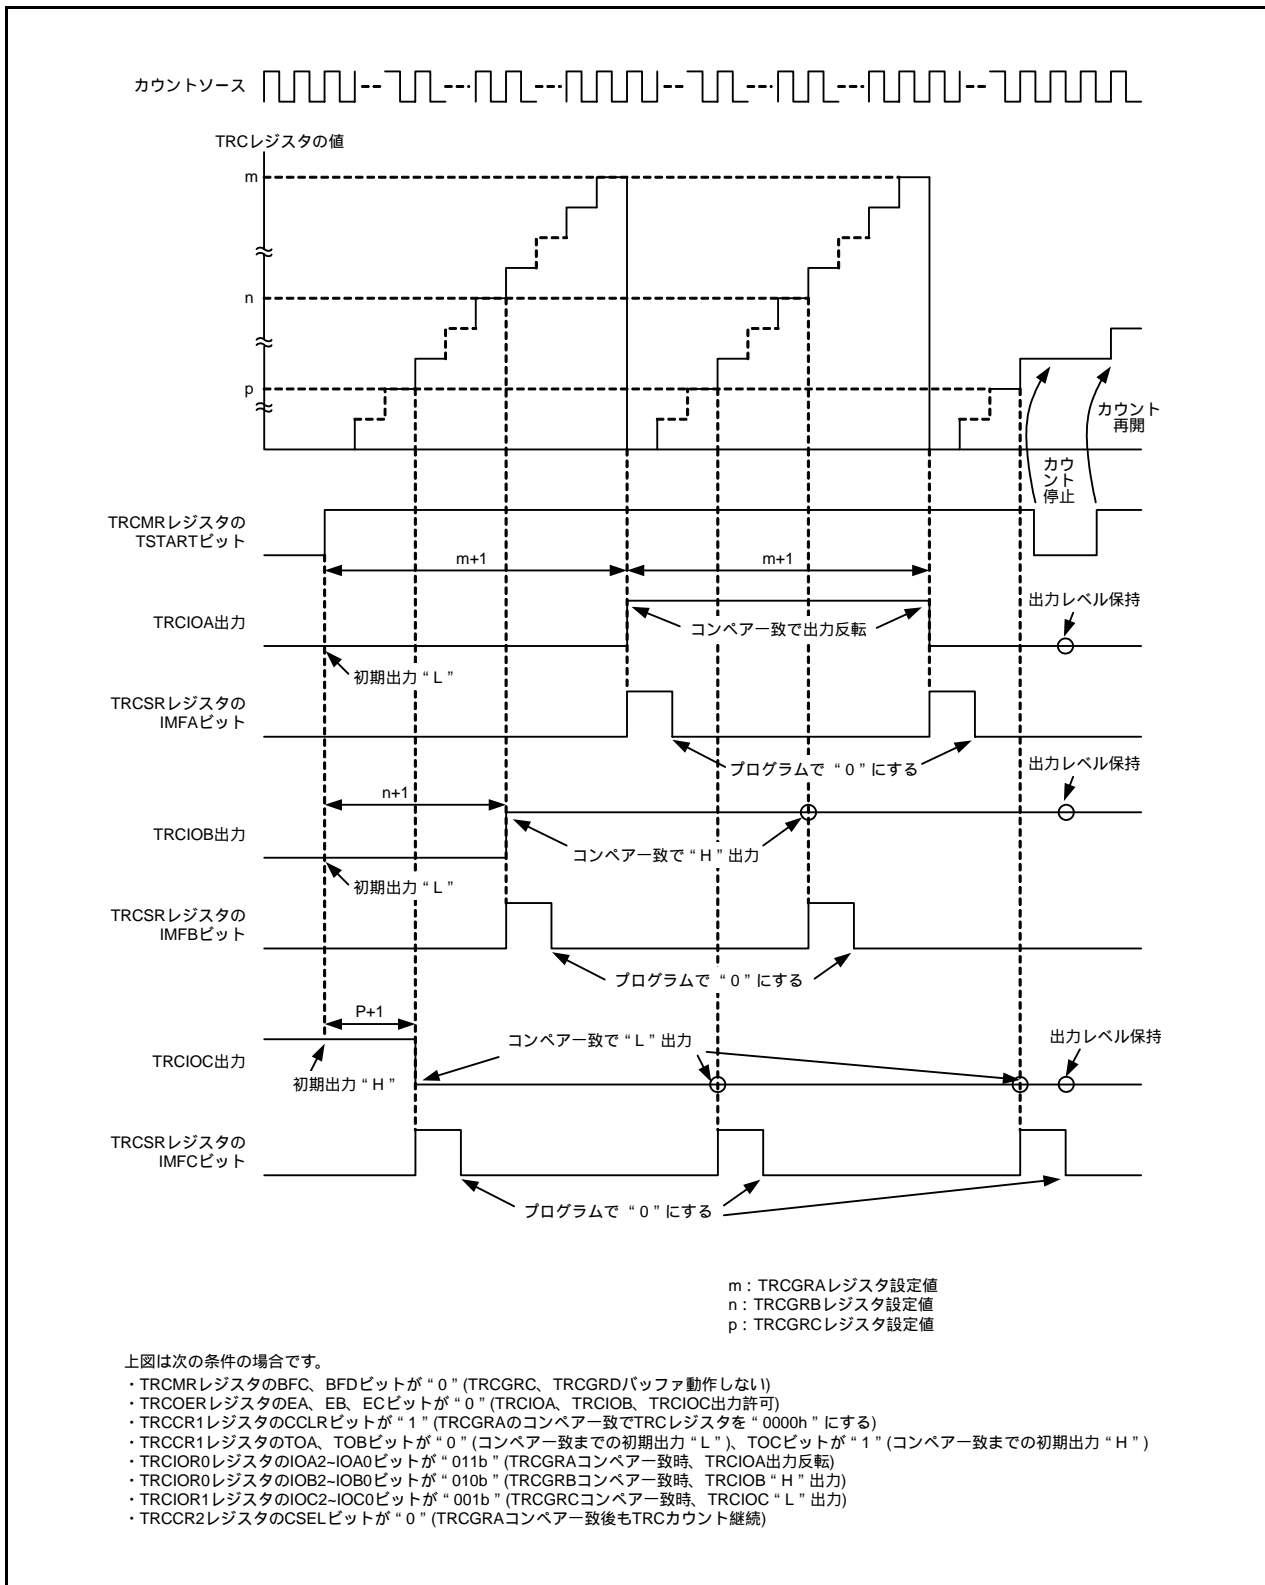 カウントソース
TRCレジスタの値
m
n
p
カウント
再開
カウ
ント
停止
TRCMRレジスタの
TSTARTビット
m+1
m+1
出力レベル保持
TRCIOA出力
コンペア一致で出力反転
初期出力“L”
TRCSRレジスタの
IMFAビット
プログラムで“0”にする
出力レベル保持
n+1
TRCIOB出力
コンペア一致で“H”出力
初期出力“L”
TRCSRレジスタの
IMFBビット
プログラムで“0”にする
P+1
コンペア一致で“L”出力
出力レベル保持
TRCIOC出力
初期出力“H”
TRCSRレジスタの
IMFCビット
プログラムで“0”にする
m：TRCGRAレジスタ設定値
n：TRCGRBレジスタ設定値
p：TRCGRCレジスタ設定値
上図は次の条件の場合です。
・TRCMRレジスタのBFC、BFDビットが“0”(TRCGRC、TRCGRDバッファ動作しない)
・TRCOERレジスタのEA、EB、ECビットが“0”(TRCIOA、TRCIOB、TRCIOC出力許可)
・TRCCR1レジスタのCCLRビットが“1”(TRCGRAのコンペア一致でTRCレジスタを“0000h”にする)
・TRCCR1レジスタのTOA、TOBビットが“0”(コンペア一致までの初期出力“L”)、TOCビットが“1”(コンペア一致までの初期出力“H”)
・TRCIOR0レジスタのIOA2~IOA0ビットが“011b”(TRCGRAコンペア一致時、TRCIOA出力反転)
・TRCIOR0レジスタのIOB2~IOB0ビットが“010b”(TRCGRBコンペア一致時、TRCIOB“H”出力)
・TRCIOR1レジスタのIOC2~IOC0ビットが“001b”(TRCGRCコンペア一致時、TRCIOC“L”出力)
・TRCCR2レジスタのCSELビットが“0”(TRCGRAコンペア一致後もTRCカウント継続)